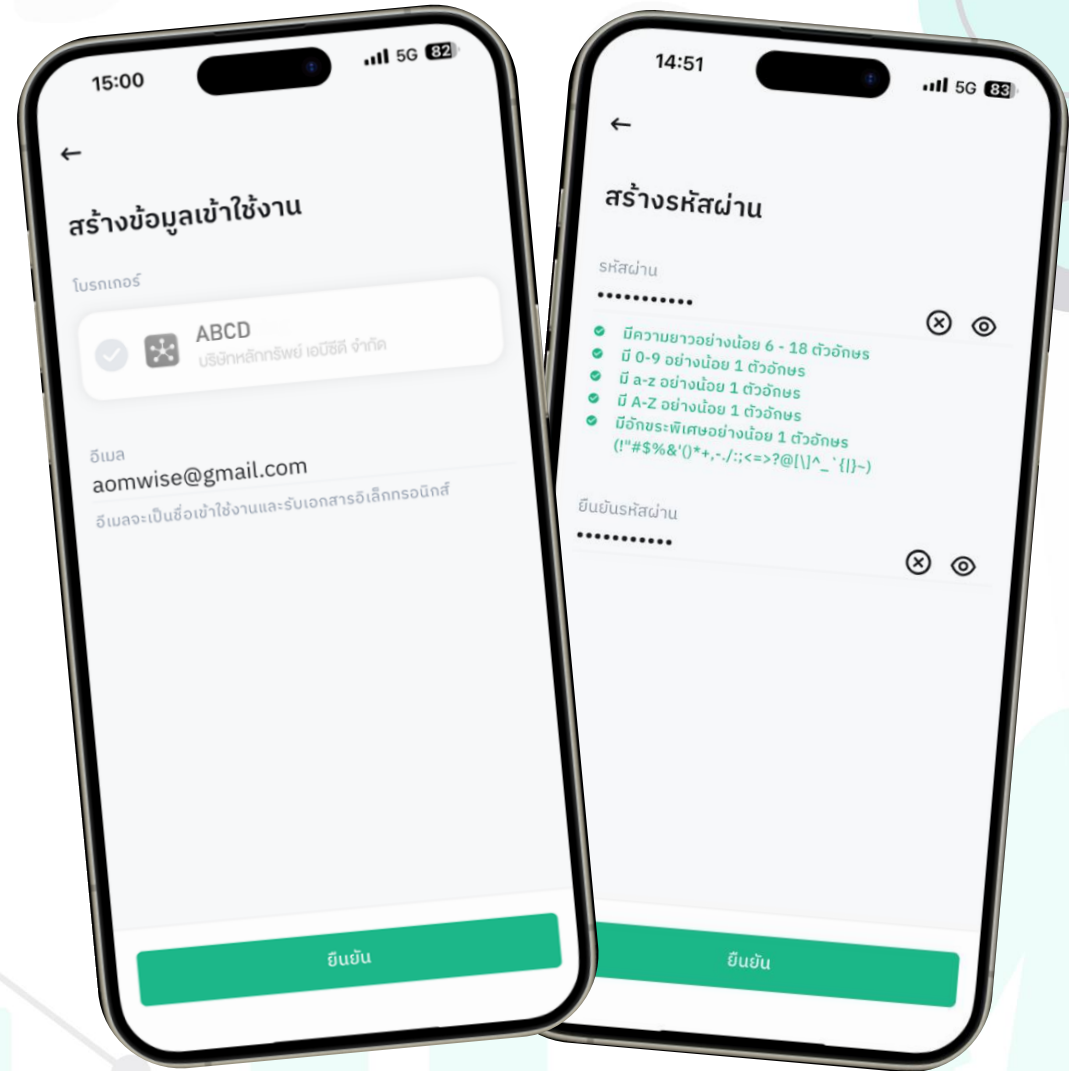 15:00
5G 82
สร้างข้อมูลเข้าใช้งาน
โบรกเกอร์
ABCD
บริษัทหลักทรัพย์ เอบีซีดี จำกัด
อีเมล
aomwise@gmail.com
อีเมลจะเป็นชื่อเข้าใช้งานและรับเอกสารอิเล็กทรอนิกส์
ยืนยัน
14:51
5G 83
สร้างรหัสผ่าน
รหัสผ่าน
•••••••••••
มีความยาวอย่างน้อย 6 - 18 ตัวอักษร
มี 0-9 อย่างน้อย 1 ตัวอักษร
มี a-z อย่างน้อย 1 ตัวอักษร
มี A-Z อย่างน้อย 1 ตัวอักษร
มีอักขระพิเศษอย่างน้อย 1 ตัวอักษร
(!"#$%&'()*+,-./:;<=>?@[\]^_`{|}~)
ยืนยันรหัสผ่าน
•••••••••••
ยืนยัน